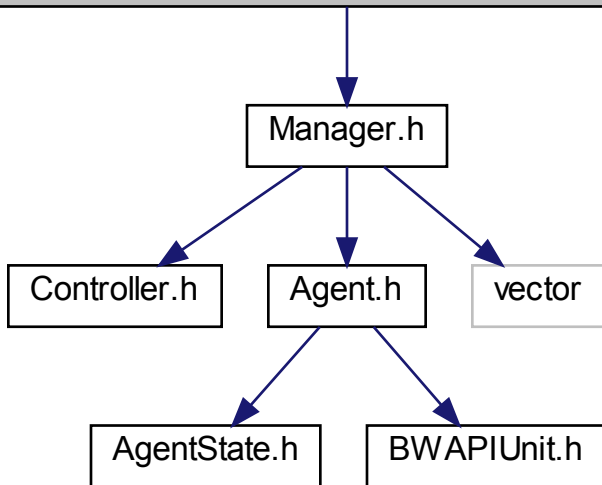 Manager.h
Controller.h
Agent.h
vector
AgentState.h
BWAPIUnit.h